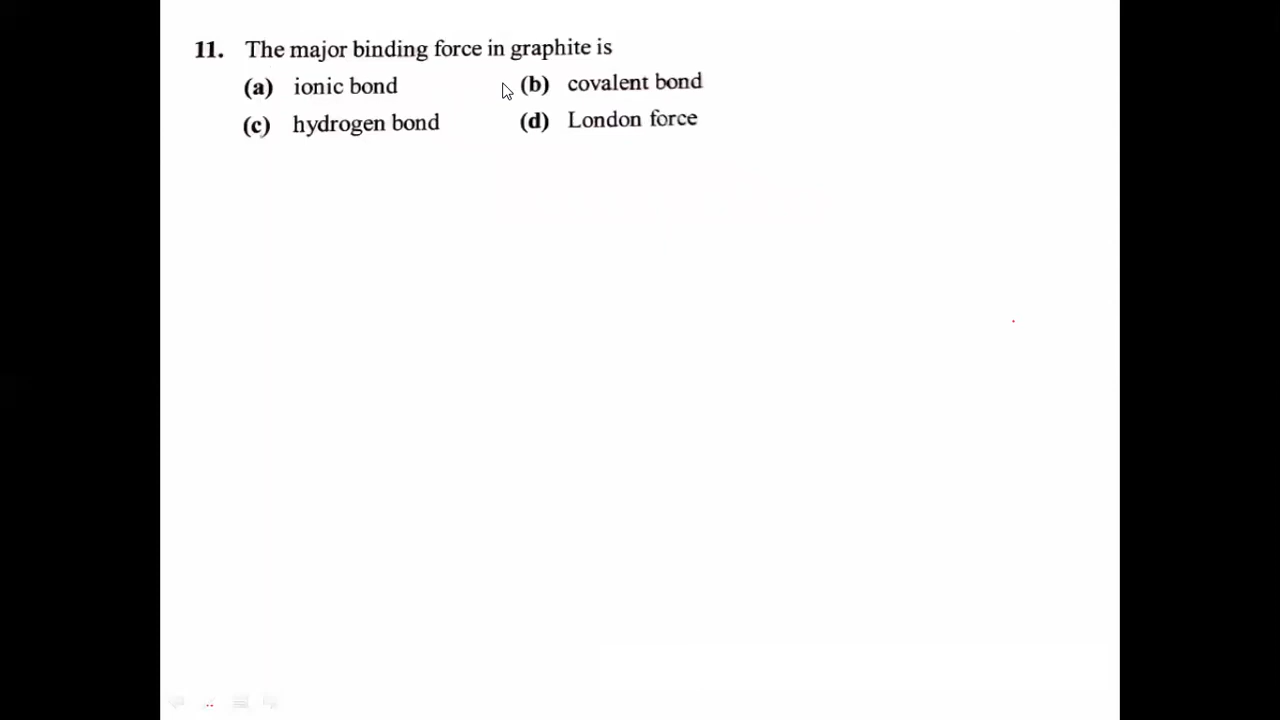 11. The major binding force in graphite is
(a) ionic bond (b) covalent bond
(c) hydrogen bond (d) London force